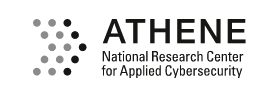 ATHENE
National Research Center
for Applied Cybersecurity